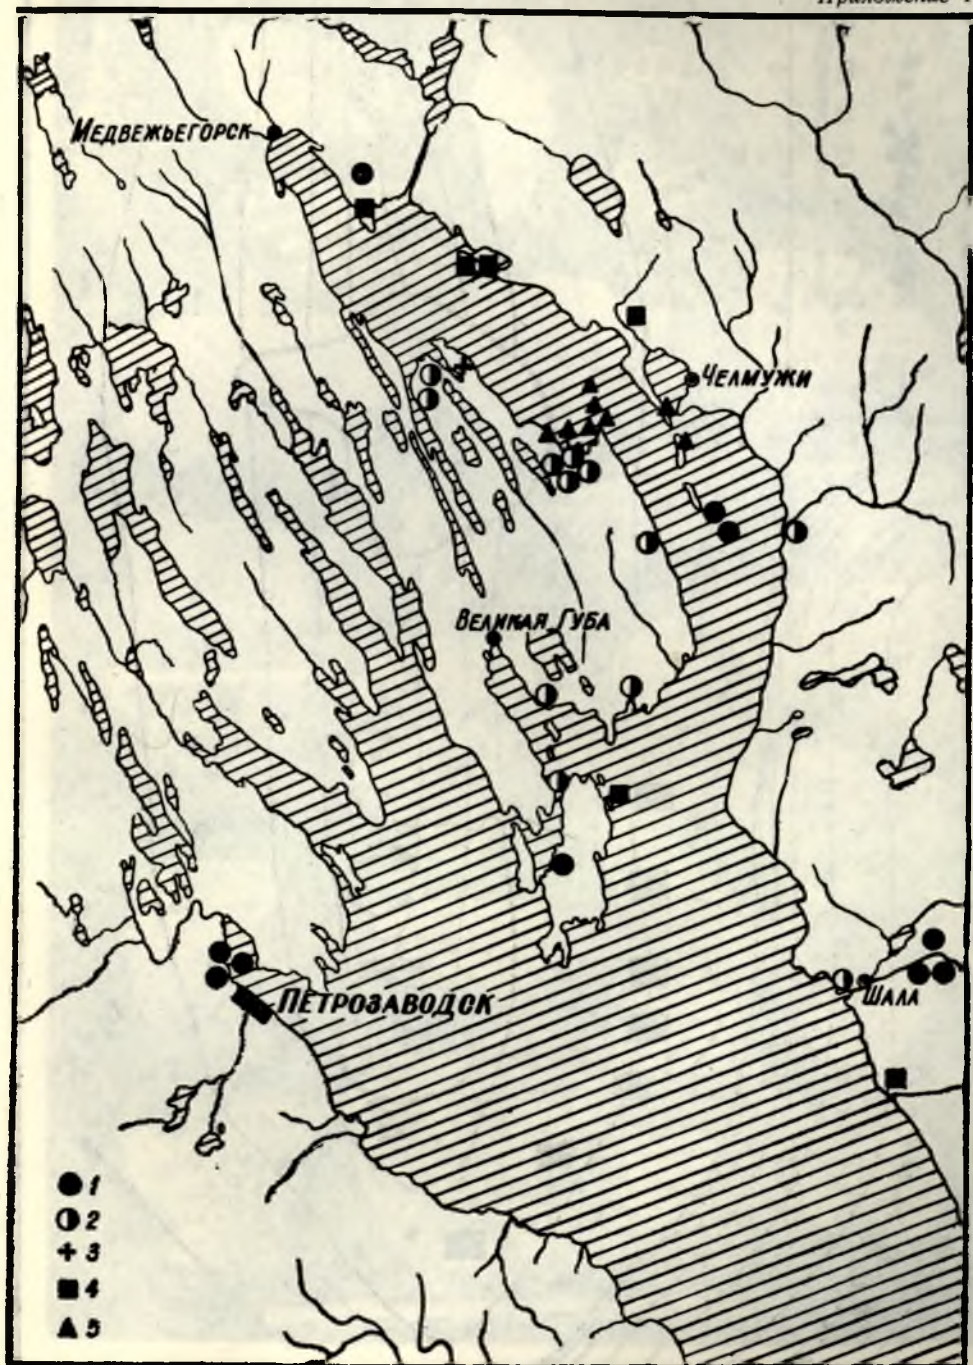 Приложение
МЕДВЕЖЬЕГОРСК
ЧЕЛМУЖИ
ВЕЛИКАЯ ГУБА
ШАЛА
ПЕТРОЗАВОДСК
1
2
3
4
5